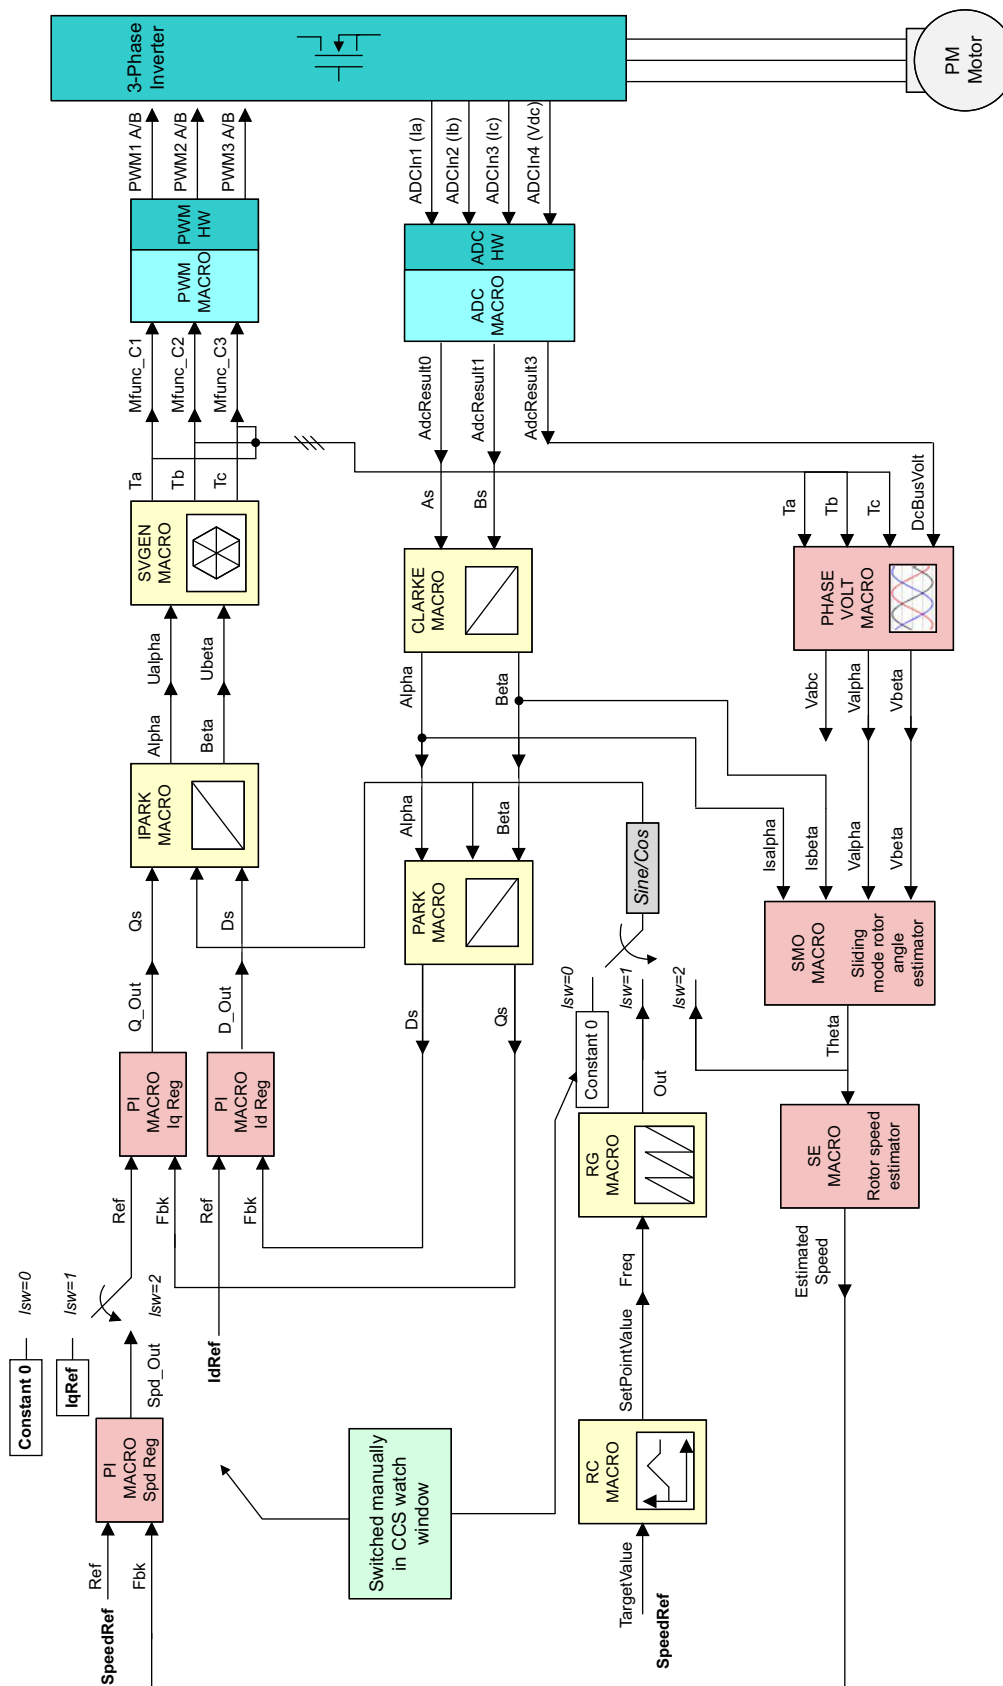 Constant 0
Isw=0
IqRef
Isw=1
Isw=2
SpeedRef
Ref
Fbk
PI
MACRO
Spd Reg
Spd_Out
Ref
Fbk
PI
MACRO
Iq Reg
Q_Out
Qs
IdRef
Ref
Fbk
PI
MACRO
Id Reg
D_Out
Ds
IPARK
MACRO
Alpha
Beta
Ualpha
Ubeta
SVGEN
MACRO
Ta
Tb
Tc
Mfunc_C1
Mfunc_C2
Mfunc_C3
PWM
MACRO
PWM
HW
PWM1 A/B
PWM2 A/B
PWM3 A/B
3-Phase
Inverter
Switched manually
in CCS watch
window
Ds
Qs
PARK
MACRO
Alpha
Beta
Alpha
Beta
CLARKE
MACRO
As
Bs
AdcResult0
AdcResult1
AdcResult3
ADC
MACRO
ADC
HW
ADCIn1 (Ia)
ADCIn2 (Ib)
ADCIn3 (Ic)
ADCIn4 (Vdc)
TargetValue
SpeedRef
RC
MACRO
SetPointValue
Freq
RG
MACRO
Out
Constant 0
Isw=0
Isw=1
Isw=2
Sine/Cos
Estimated
Speed
SE
MACRO
Rotor speed
estimator
Theta
SMO
MACRO
Sliding
mode rotor
angle
estimator
Isalpha
Isbeta
Valpha
Vbeta
Vabc
Valpha
Vbeta
PHASE
VOLT
MACRO
Ta
Tb
Tc
DcBusVolt
PM
Motor